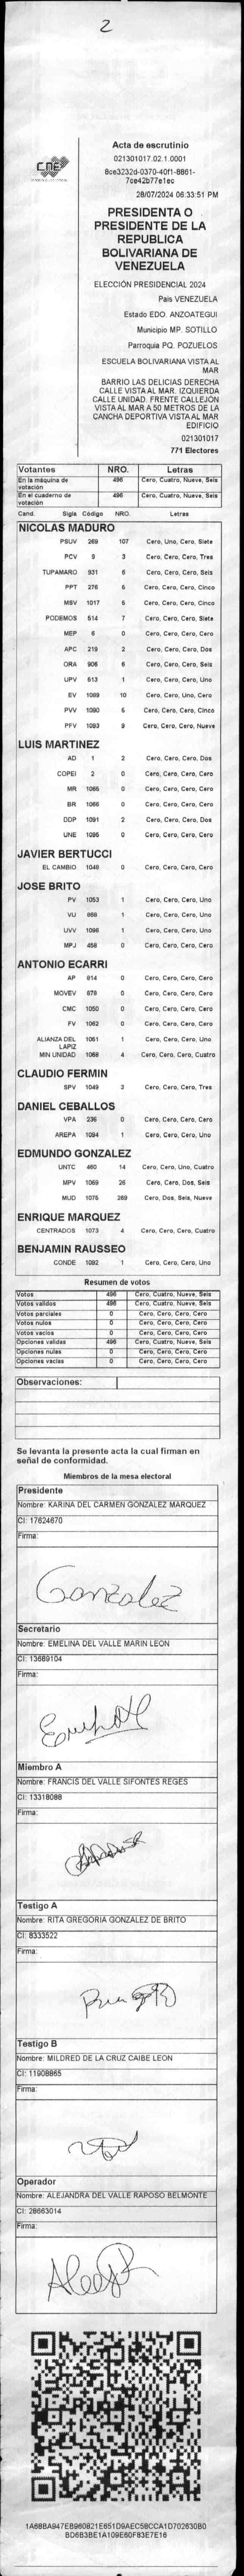 2
CNE
Acta de escrutinio
021301017.02.1.0001
8ce3232d-0370-40f1-8861-
7ce42b77e1ec
28/07/2024 06:33:51 PM
PRESIDENTA O
PRESIDENTE DE LA
REPUBLICA
BOLIVARIANA DE
VENEZUELA
ELECCIÓN PRESIDENCIAL 2024
Pais VENEZUELA
Estado EDO. ANZOATEGUI
Municipio MP. SOTILLO
Parroquia PQ. POZUELOS
ESCUELA BOLIVARIANA VISTA AL
MAR
BARRIO LAS DELICIAS DERECHA
CALLE VISTA AL MAR. IZQUIERDA
CALLE UNIDAD. FRENTE CALLEJÓN
VISTA AL MAR A 50 METROS DE LA
CANCHA DEPORTIVA VISTA AL MAR
EDIFICIO
021301017
771 Electores
Votantes NRO. Letras
En la máquina de votación 496 Cero, Cuatro, Nueve, Seis
En el cuaderno de votación 496 Cero, Cuatro, Nueve, Seis
Cand. Sigla Código NRO. Letras
NICOLAS MADURO
PSUV 269 107 Cero, Uno, Cero, Siete
PCV 9 3 Cero, Cero, Cero, Tres
TUPAMARO 931 6 Cero, Cero, Cero, Seis
PPT 276 5 Cero, Cero, Cero, Cinco
MSV 1017 5 Cero, Cero, Cero, Cinco
PODEMOS 514 7 Cero, Cero, Cero, Siete
MEP 6 0 Cero, Cero, Cero, Cero
APC 219 2 Cero, Cero, Cero, Dos
ORA 906 6 Cero, Cero, Cero, Seis
UPV 613 1 Cero, Cero, Cero, Uno
EV 1089 10 Cero, Cero, Uno, Cero
PVV 1090 5 Cero, Cero, Cero, Cinco
PFV 1093 9 Cero, Cero, Cero, Nueve
LUIS MARTINEZ
AD 1 2 Cero, Cero, Cero, Dos
COPEI 2 0 Cero, Cero, Cero, Cero
MR 1065 0 Cero, Cero, Cero, Cero
BR 1066 0 Cero, Cero, Cero, Cero
DDP 1091 2 Cero, Cero, Cero, Dos
UNE 1095 0 Cero, Cero, Cero, Cero
JAVIER BERTUCCI
EL CAMBIO 1048 0 Cero, Cero, Cero, Cero
JOSE BRITO
PV 1053 1 Cero, Cero, Cero, Uno
VU 868 1 Cero, Cero, Cero, Uno
UVV 1096 1 Cero, Cero, Cero, Uno
MPJ 458 0 Cero, Cero, Cero, Cero
ANTONIO ECARRI
AP 814 0 Cero, Cero, Cero, Cero
MOVEV 879 0 Cero, Cero, Cero, Cero
CMC 1050 0 Cero, Cero, Cero, Cero
FV 1062 0 Cero, Cero, Cero, Cero
ALIANZA DEL LAPIZ 1061 1 Cero, Cero, Cero, Uno
MIN UNIDAD 1068 4 Cero, Cero, Cero, Cuatro
CLAUDIO FERMIN
SPV 1049 3 Cero, Cero, Cero, Tres
DANIEL CEBALLOS
VPA 236 0 Cero, Cero, Cero, Cero
AREPA 1094 1 Cero, Cero, Cero, Uno
EDMUNDO GONZALEZ
UNTC 460 14 Cero, Cero, Uno, Cuatro
MPV 1069 26 Cero, Cero, Dos, Seis
MUD 1075 269 Cero, Dos, Seis, Nueve
ENRIQUE MARQUEZ
CENTRADOS 1073 4 Cero, Cero, Cero, Cuatro
BENJAMIN RAUSSEO
CONDE 1092 1 Cero, Cero, Cero, Uno
Resumen de votos
Votos 496 Cero, Cuatro, Nueve, Seis
Votos validos 496 Cero, Cuatro, Nueve, Seis
Votos parciales 0 Cero, Cero, Cero, Cero
Votos nulos 0 Cero, Cero, Cero, Cero
Votos vacios 0 Cero, Cero, Cero, Cero
Opciones validas 496 Cero, Cuatro, Nueve, Seis
Opciones nulas 0 Cero, Cero, Cero, Cero
Opciones vacias 0 Cero, Cero, Cero, Cero
Observaciones:
Se levanta la presente acta la cual firman en
señal de conformidad.
Miembros de la mesa electoral
Presidente
Nombre: KARINA DEL CARMEN GONZALEZ MARQUEZ
CI: 17624670
Firma:
Gonzalez
Secretario
Nombre: EMELINA DEL VALLE MARIN LEON
CI: 13669104
Firma:
Miembro A
Nombre: FRANCIS DEL VALLE SIFONTES REGES
CI: 13318088
Firma:
Testigo A
Nombre: RITA GREGORIA GONZALEZ DE BRITO
CI: 8333522
Firma:
Testigo B
Nombre: MILDRED DE LA CRUZ CAIBE LEON
CI: 11908865
Firma:
Operador
Nombre: ALEJANDRA DEL VALLE RAPOSO BELMONTE
CI: 28663014
Firma:
1A68BA947EB960821E651D9AEC58CCA1D702630B0
BD6B3BE1A109E60F83E7E16